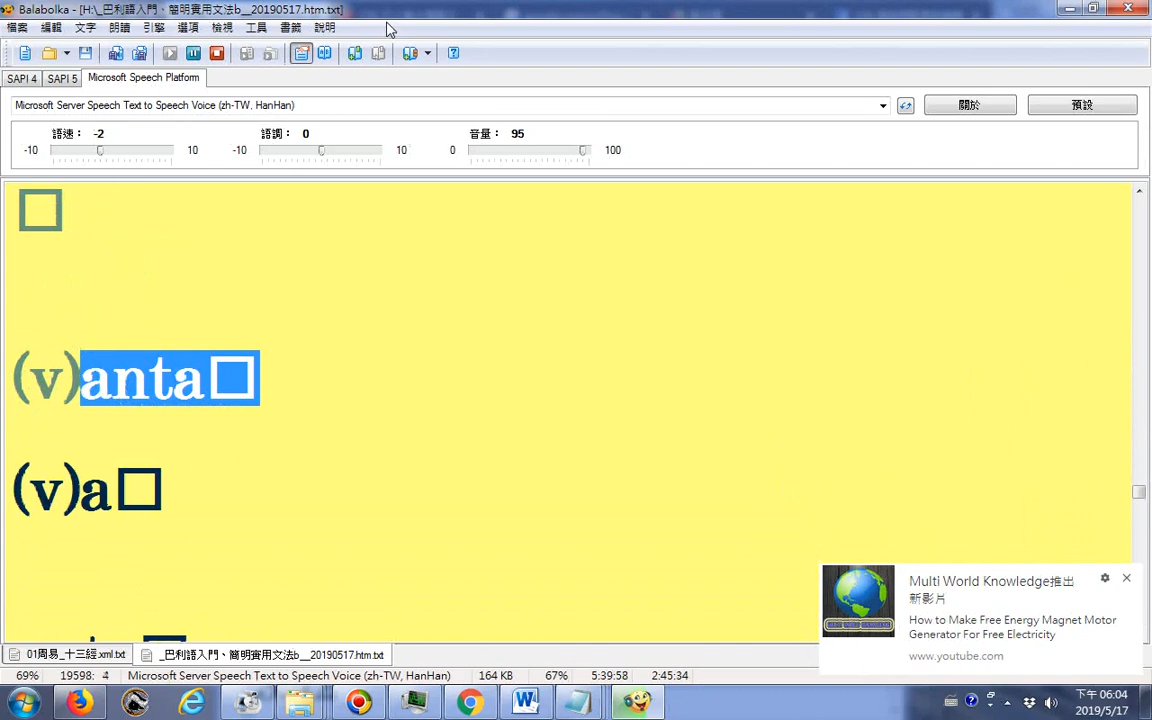 Balabolka - [H:\_巴利語入門、簡明實用文法b__20190517.htm.txt]
檔案 編輯 文字 朗讀 引擎 選項 檢視 工具 書籤 說明
SAPI 4 SAPI 5 Microsoft Speech Platform
Microsoft Server Speech Text to Speech Voice (zh-TW, HanHan) 關於 預設
語速： -2 語調： 0 音量： 95
-10 10 -10 10 0 100
□
(v)anta□
(v)a□
Multi World Knowledge推出
新影片
How to Make Free Energy Magnet Motor
Generator For Free Electricity
www.youtube.com
01周易_十三經.xml.txt _巴利語入門、簡明實用文法b__20190517.htm.txt
69% 19598: 4 Microsoft Server Speech Text to Speech Voice (zh-TW, HanHan) 164 KB 67% 5:39:58 2:45:34
下午 06:04
2019/5/17